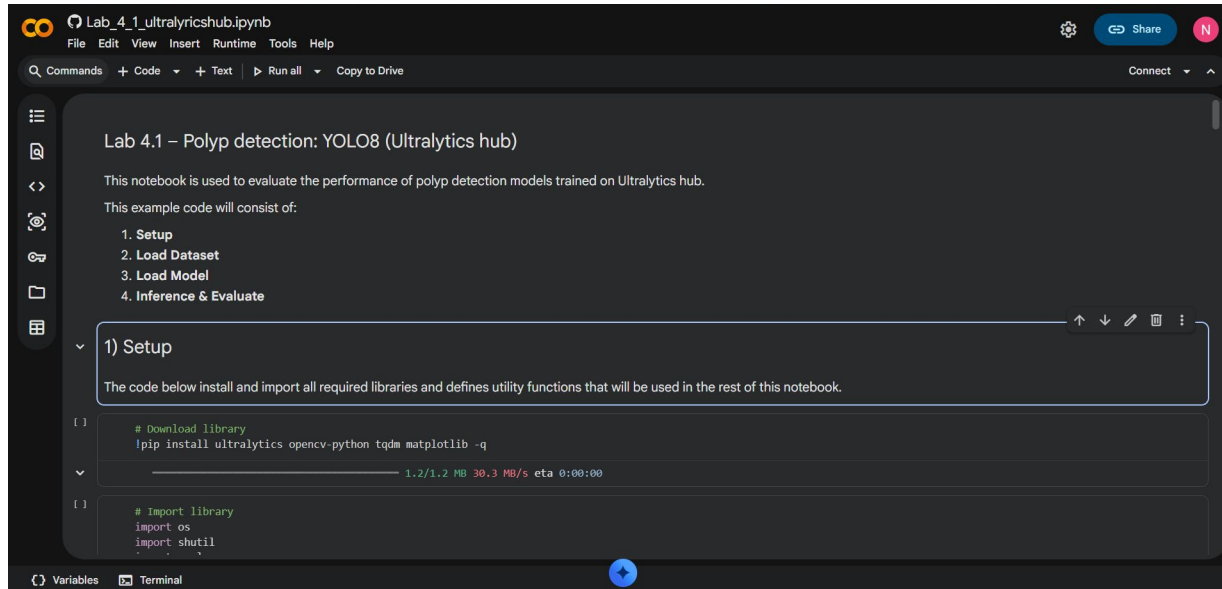 Lab_4_1_ultralyricshub.ipynb
File Edit View Insert Runtime Tools Help
Share
N
Commands + Code + Text Run all Copy to Drive
Connect
Lab 4.1 – Polyp detection: YOLO8 (Ultralytics hub)
This notebook is used to evaluate the performance of polyp detection models trained on Ultralytics hub.
This example code will consist of:
1. Setup
2. Load Dataset
3. Load Model
4. Inference & Evaluate
1) Setup
The code below install and import all required libraries and defines utility functions that will be used in the rest of this notebook.
[ ]
# Download library
!pip install ultralytics opencv-python tqdm matplotlib -q
1.2/1.2 MB 30.3 MB/s eta 0:00:00
[ ]
# Import library
import os
import shutil
{} Variables Terminal